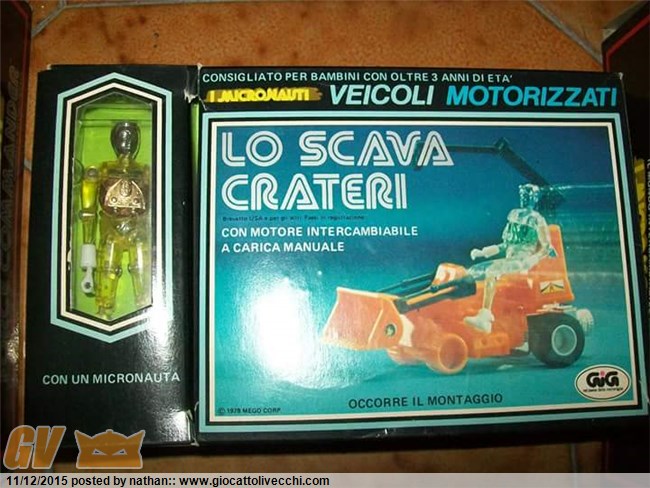 CONSIGLIATO PER BAMBINI CON OLTRE 3 ANNI DI ETA'
I MICRONAUTI VEICOLI MOTORIZZATI
LO SCAVA
CRATERI
CON MOTORE INTERCAMBIABILE
A CARICA MANUALE
CON UN MICRONAUTA
OCCORRE IL MONTAGGIO
© 1978 MEGO CORP.
GiG
GV
11/12/2015 posted by nathan:: www.giocattolivecchi.com